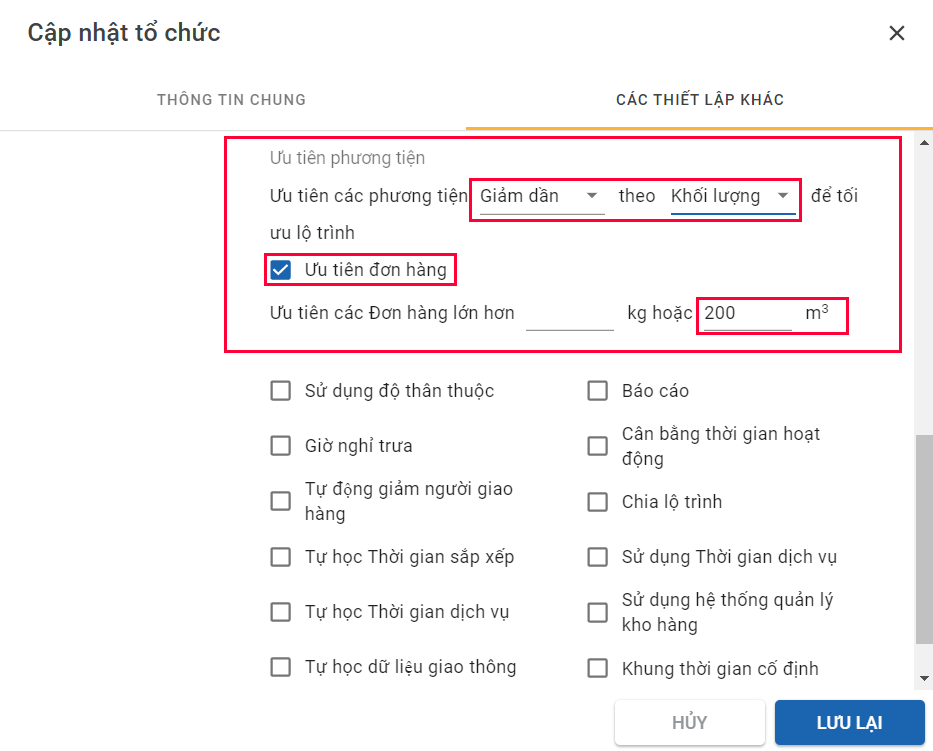 Cập nhật tổ chức
THÔNG TIN CHUNG
CÁC THIẾT LẬP KHÁC
Ưu tiên phương tiện
Ưu tiên các phương tiện Giảm dần theo Khối lượng để tối
ưu lộ trình
Ưu tiên đơn hàng
Ưu tiên các Đơn hàng lớn hơn kg hoặc 200 m³
Sử dụng độ thân thuộc
Báo cáo
Giờ nghỉ trưa
Cân bằng thời gian hoạt
động
Tự động giảm người giao
hàng
Chia lộ trình
Tự học Thời gian sắp xếp
Sử dụng Thời gian dịch vụ
Tự học Thời gian dịch vụ
Sử dụng hệ thống quản lý
kho hàng
Tự học dữ liệu giao thông
Khung thời gian cố định
HỦY
LƯU LẠI